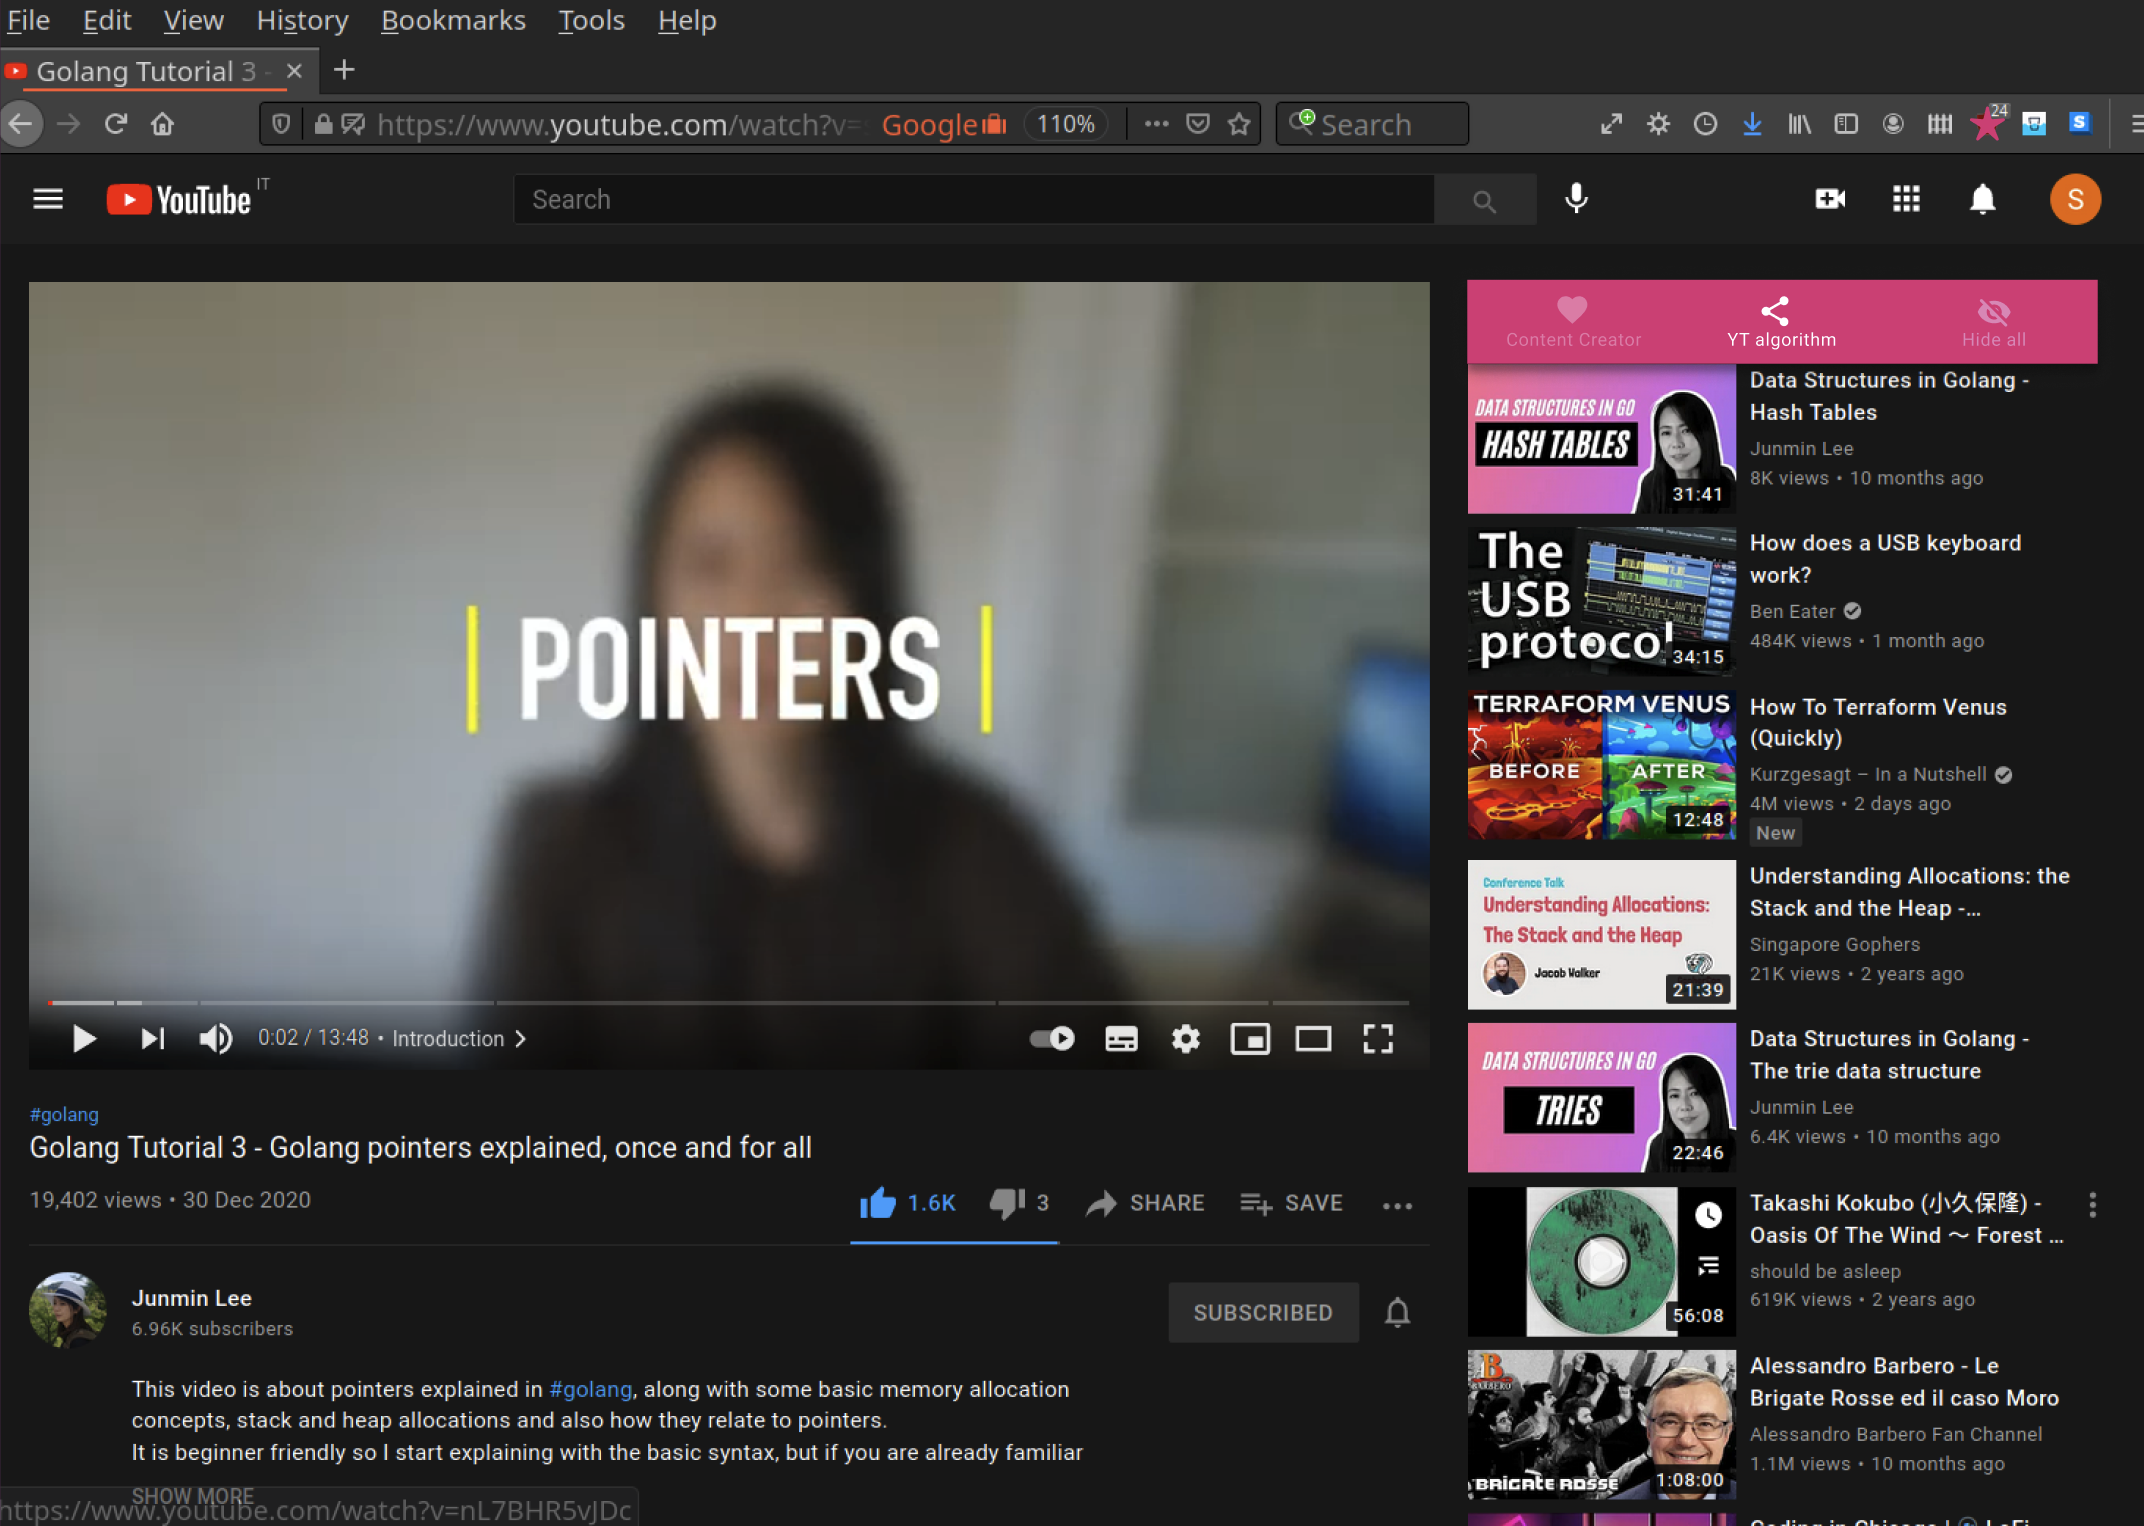 File Edit View History Bookmarks Tools Help
Golang Tutorial 3 -
https://www.youtube.com/watch?v= Google 110% Search 24 S
YouTube IT
Search
S
POINTERS
0:02 / 13:48 • Introduction
#golang
Golang Tutorial 3 - Golang pointers explained, once and for all
19,402 views • 30 Dec 2020
1.6K 3 SHARE SAVE
Junmin Lee
6.96K subscribers
SUBSCRIBED
This video is about pointers explained in #golang, along with some basic memory allocation
concepts, stack and heap allocations and also how they relate to pointers.
It is beginner friendly so I start explaining with the basic syntax, but if you are already familiar
SHOW MORE
https://www.youtube.com/watch?v=nL7BHR5vJDc
Content Creator YT algorithm Hide all
DATA STRUCTURES IN GO
HASH TABLES
31:41
Data Structures in Golang -
Hash Tables
Junmin Lee
8K views • 10 months ago
The
USB
protocol
34:15
How does a USB keyboard
work?
Ben Eater
484K views • 1 month ago
TERRAFORM VENUS
BEFORE AFTER
12:48
How To Terraform Venus
(Quickly)
Kurzgesagt – In a Nutshell
4M views • 2 days ago
New
Conference Talk
Understanding Allocations:
The Stack and the Heap
Jacob Walker
21:39
Understanding Allocations: the
Stack and the Heap -...
Singapore Gophers
21K views • 2 years ago
DATA STRUCTURES IN GO
TRIES
22:46
Data Structures in Golang -
The trie data structure
Junmin Lee
6.4K views • 10 months ago
56:08
Takashi Kokubo (小久保隆) -
Oasis Of The Wind ～ Forest ...
should be asleep
619K views • 2 years ago
B
BARBERO
BRIGATE ROSSE
1:08:00
Alessandro Barbero - Le
Brigate Rosse ed il caso Moro
Alessandro Barbero Fan Channel
1.1M views • 10 months ago
Coding in Chicago | LoFi